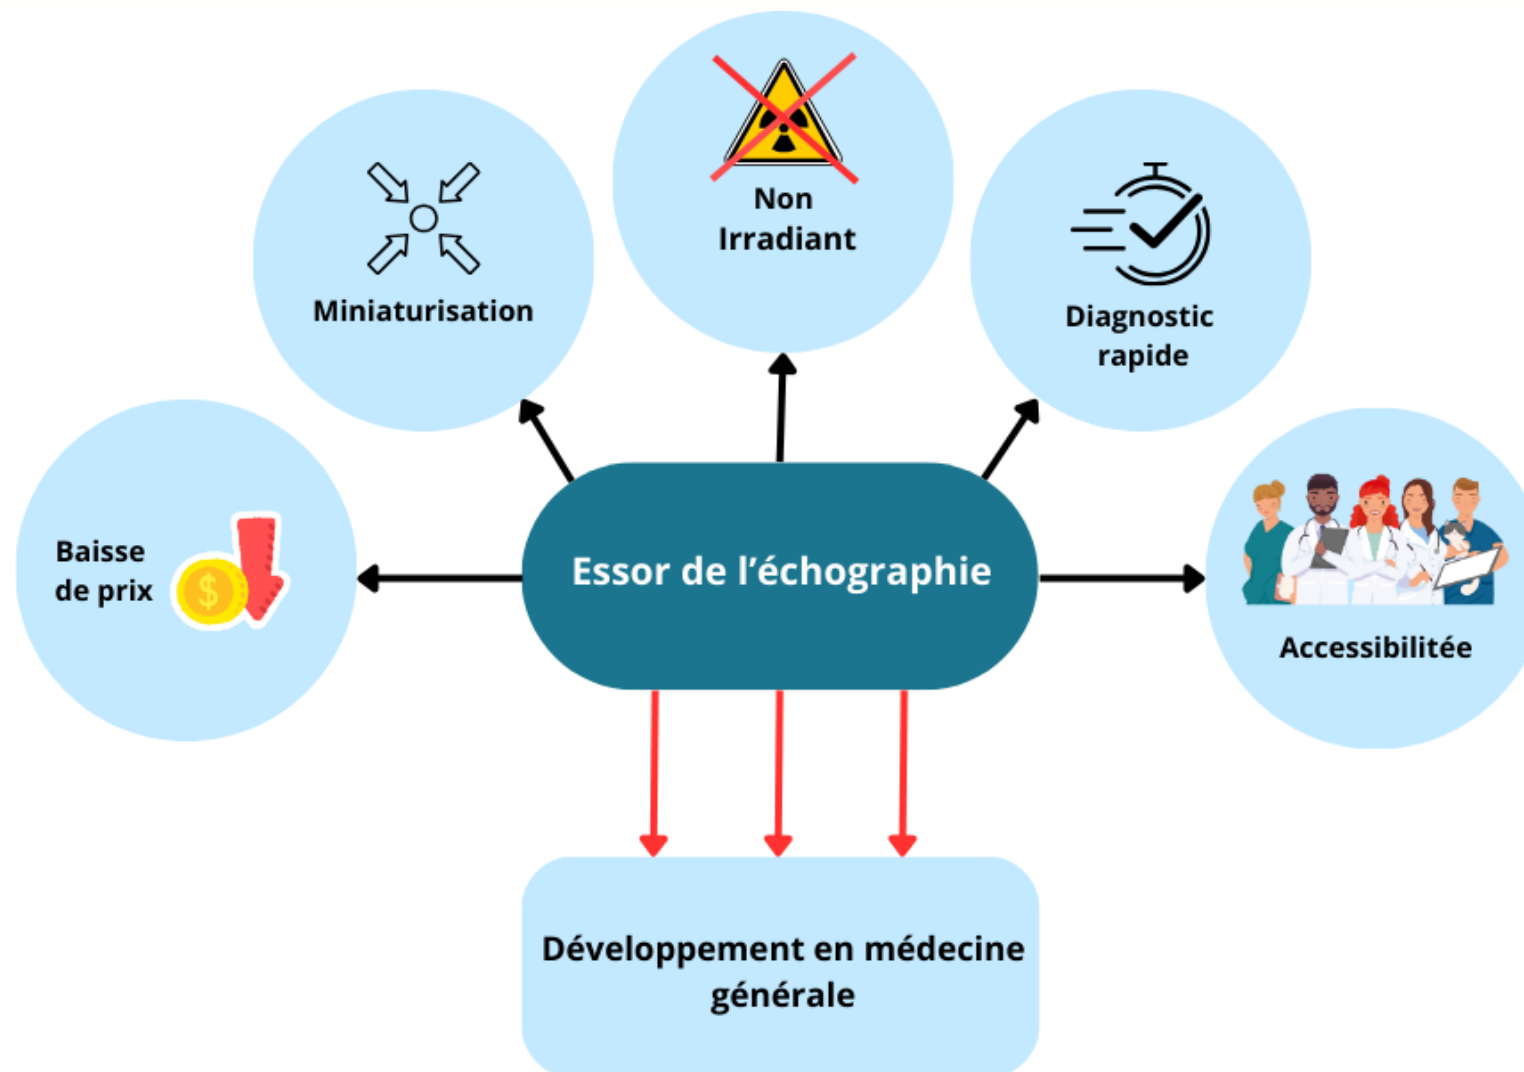 Non
Irradiant
Miniaturisation
Diagnostic
rapide
Baisse
de prix
$
Essor de l'échographie
Accessibilitée
Développement en médecine
générale